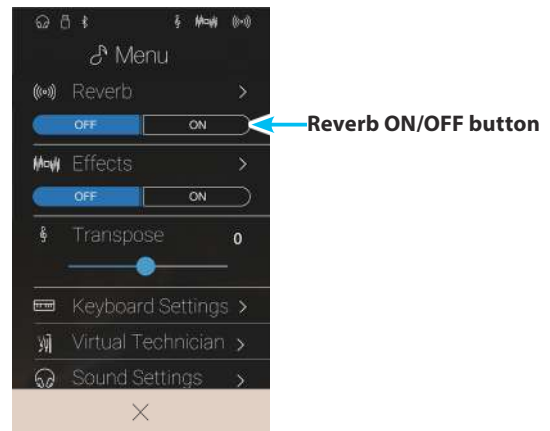 Menu
Reverb
OFF ON
Reverb ON/OFF button
Effects
OFF ON
Transpose 0
Keyboard Settings
Virtual Technician
Sound Settings